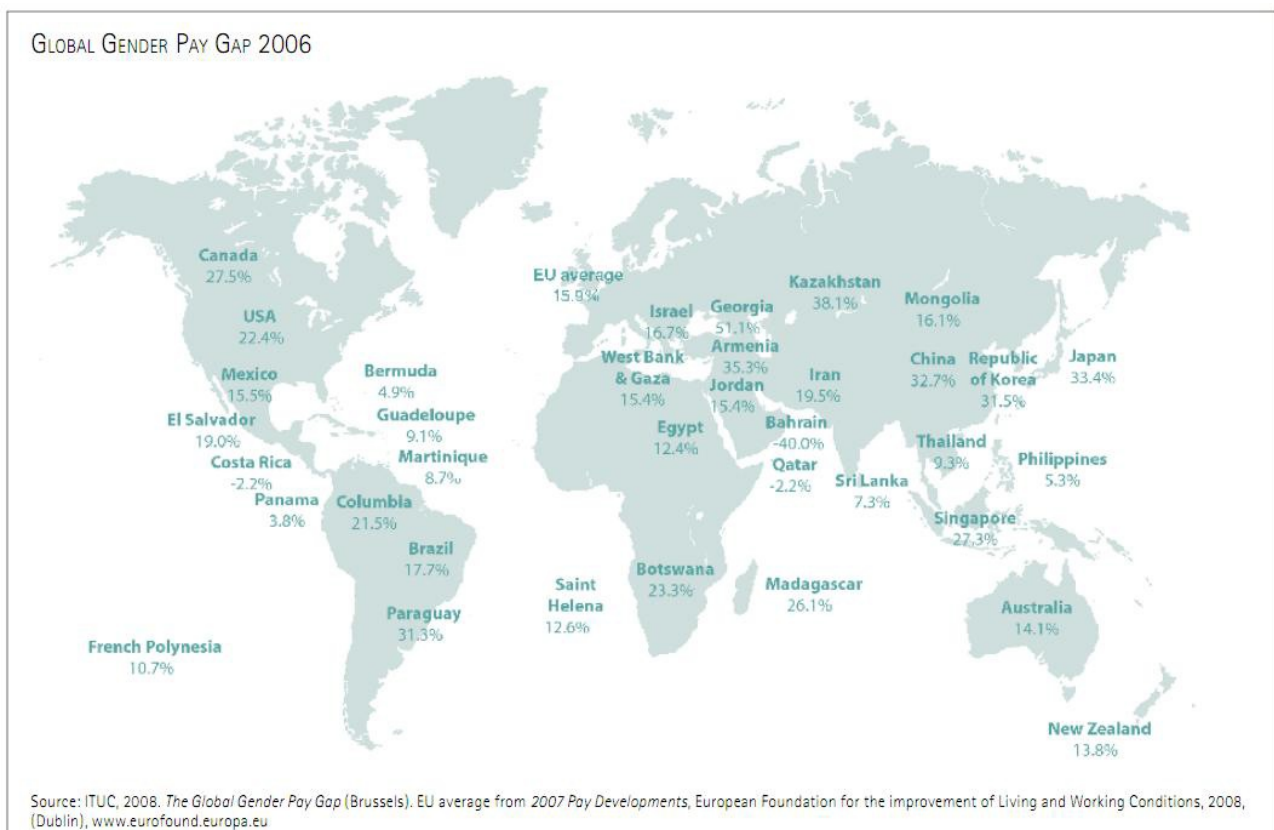 GLOBAL GENDER PAY GAP 2006
Canada
27.5%
USA
22.4%
Mexico
15.5%
El Salvador
19.0%
Costa Rica
-2.2%
Panama
3.8%
Bermuda
4.9%
Guadeloupe
9.1%
Martinique
8.7%
Columbia
21.5%
Brazil
17.7%
Paraguay
31.3%
French Polynesia
10.7%
EU average
15.9%
Israel
16.7%
Georgia
51.1%
Armenia
35.3%
West Bank
& Gaza
15.4%
Jordan
15.4%
Egypt
12.4%
Kazakhstan
38.1%
Iran
19.5%
Bahrain
-40.0%
Qatar
-2.2%
Sri Lanka
7.3%
Mongolia
16.1%
China
32.7%
Republic
of Korea
31.5%
Japan
33.4%
Thailand
9.3%
Philippines
5.3%
Singapore
27.3%
Saint
Helena
12.6%
Botswana
23.3%
Madagascar
26.1%
Australia
14.1%
New Zealand
13.8%
Source: ITUC, 2008. The Global Gender Pay Gap (Brussels). EU average from 2007 Pay Developments, European Foundation for the improvement of Living and Working Conditions, 2008,
(Dublin), www.eurofound.europa.eu